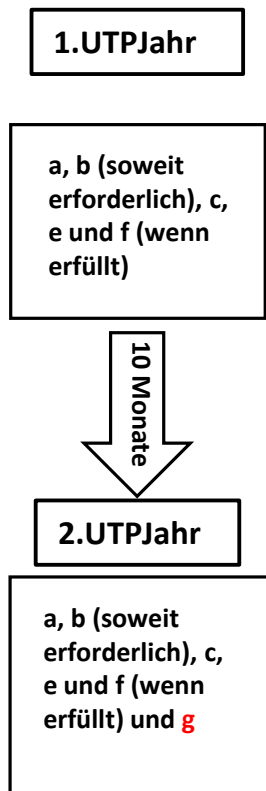 1.UTPJahr
a, b (soweit
erforderlich), c,
e und f (wenn
erfüllt)
10 Monate
2.UTPJahr
a, b (soweit
erforderlich), c,
e und f (wenn
erfüllt) und g